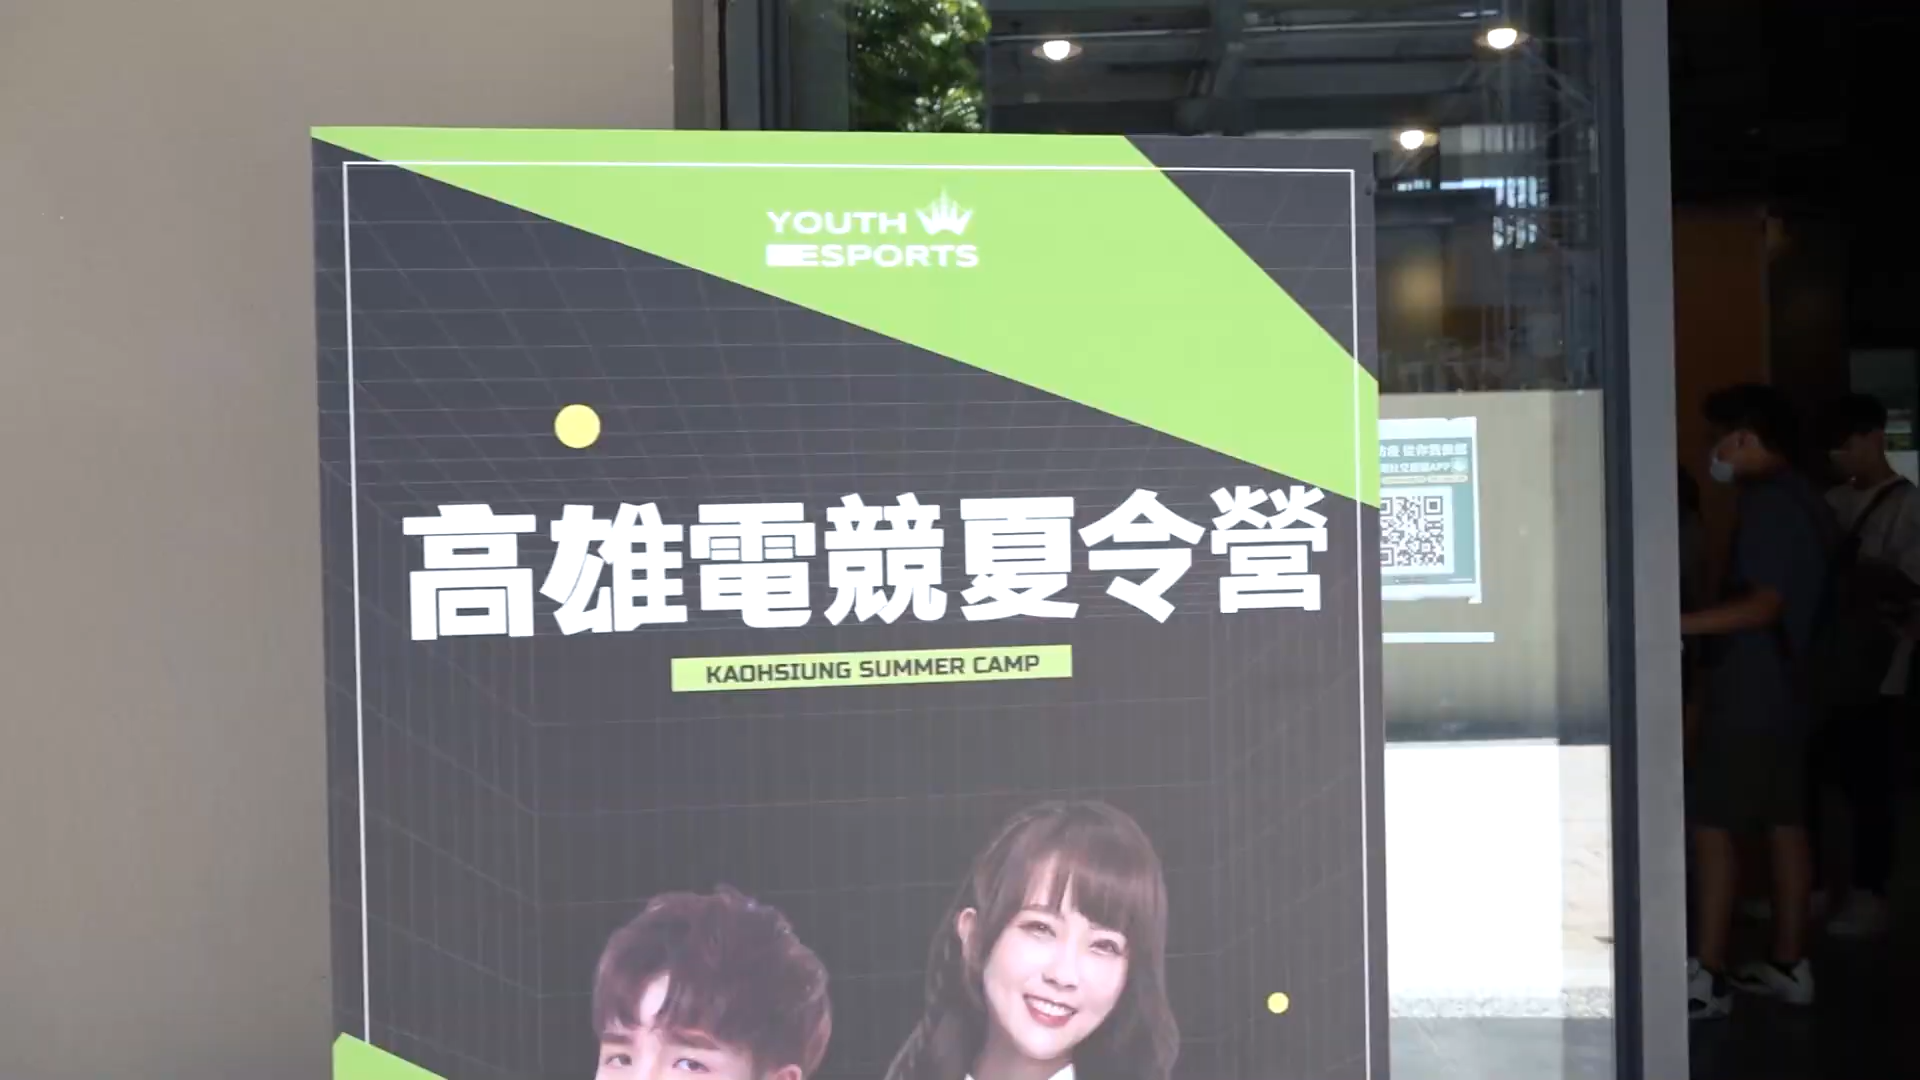 YOUTH
ESPORTS
高雄電競夏令營
KAOHSIUNG SUMMER CAMP